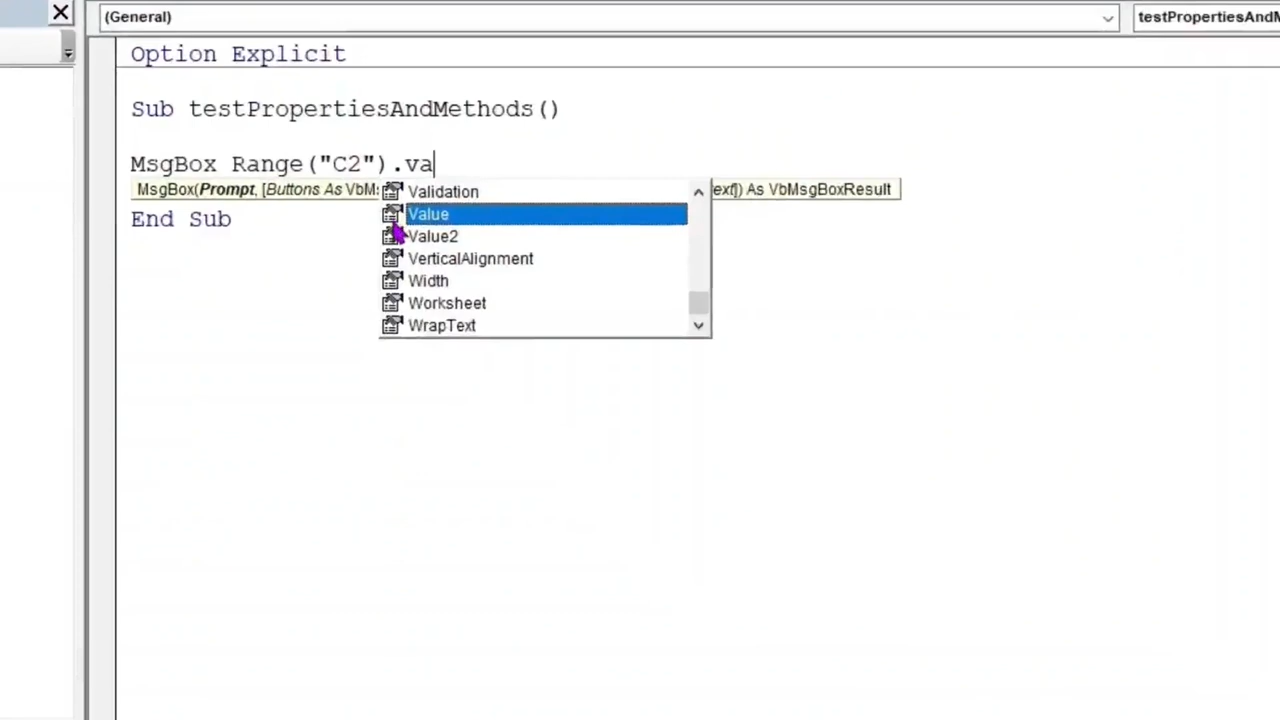 (General)
testPropertiesAndM
Option Explicit
Sub testPropertiesAndMethods()
MsgBox Range("C2").va
MsgBox(Prompt, [Buttons As VbMs
ext]) As VbMsgBoxResult
Validation
Value
Value2
VerticalAlignment
Width
Worksheet
WrapText
End Sub